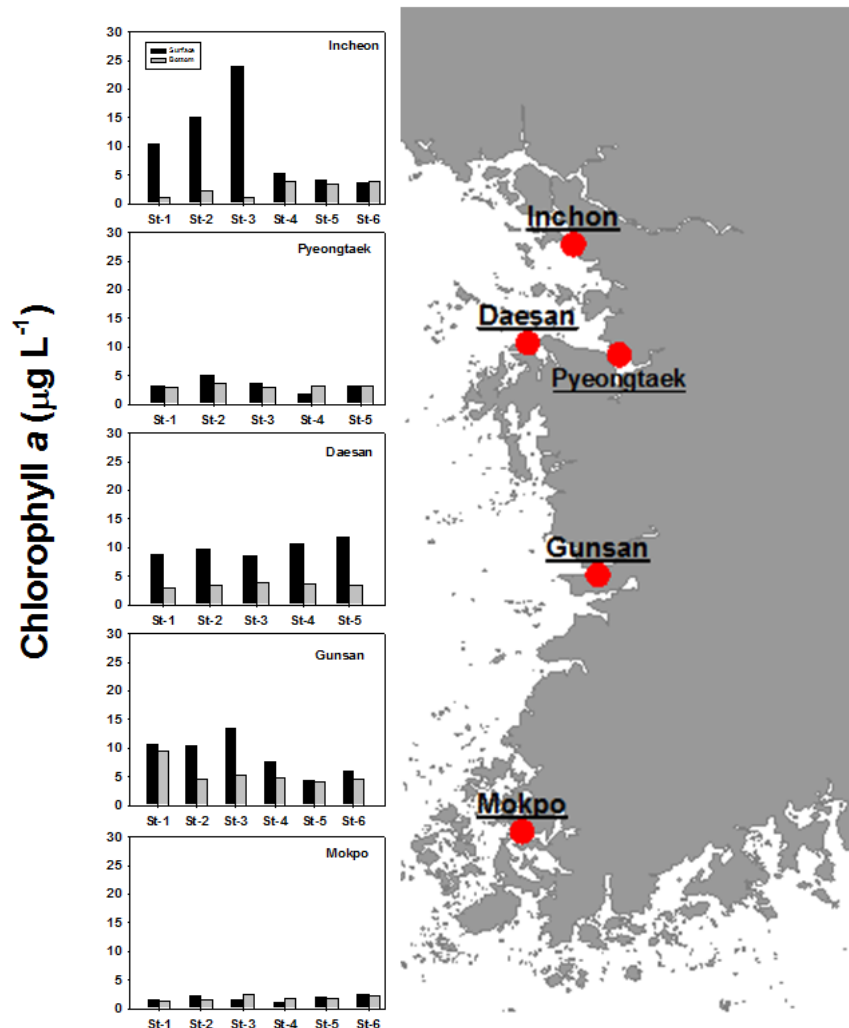 Chlorophyll a (µg L-1)
30
25
20
15
10
5
0
Surface
Bottom
Incheon
St-1 St-2 St-3 St-4 St-5 St-6
30
25
20
15
10
5
0
Pyeongtaek
St-1 St-2 St-3 St-4 St-5
30
25
20
15
10
5
0
Daesan
St-1 St-2 St-3 St-4 St-5
30
25
20
15
10
5
0
Gunsan
St-1 St-2 St-3 St-4 St-5 St-6
30
25
20
15
10
5
0
Mokpo
St-1 St-2 St-3 St-4 St-5 St-6
Inchon
Daesan
Pyeongtaek
Gunsan
Mokpo